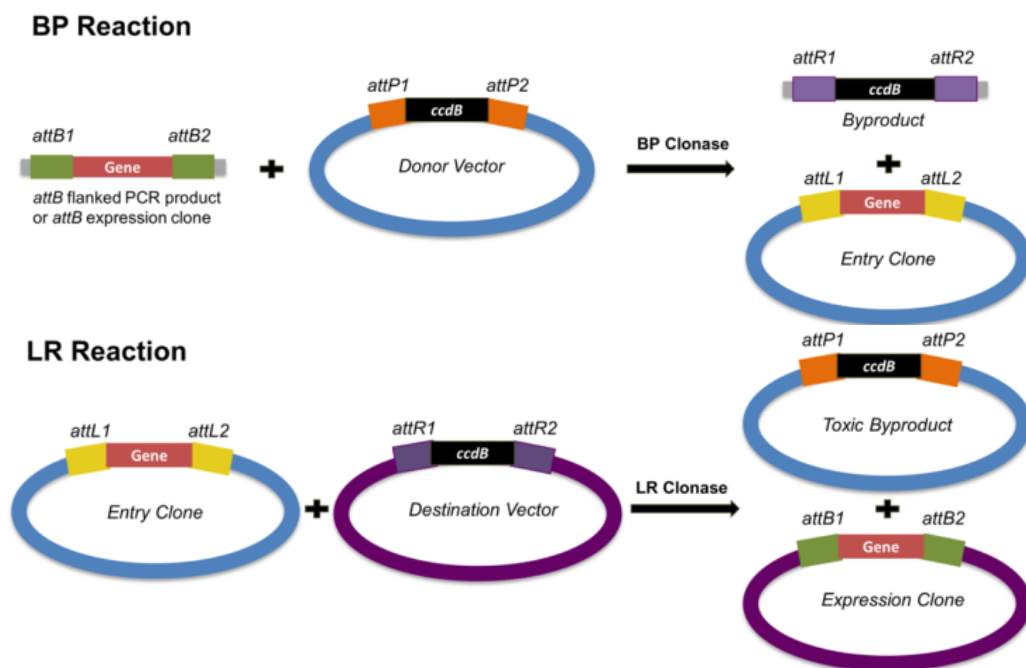 BP Reaction
attB1 attB2
Gene
attB flanked PCR product
or attB expression clone
attP1 attP2
ccdB
Donor Vector
BP Clonase
attR1 attR2
ccdB
Byproduct
attL1 attL2
Gene
Entry Clone
LR Reaction
attL1 attL2
Gene
Entry Clone
attR1 attR2
ccdB
Destination Vector
LR Clonase
attP1 attP2
ccdB
Toxic Byproduct
attB1 attB2
Gene
Expression Clone